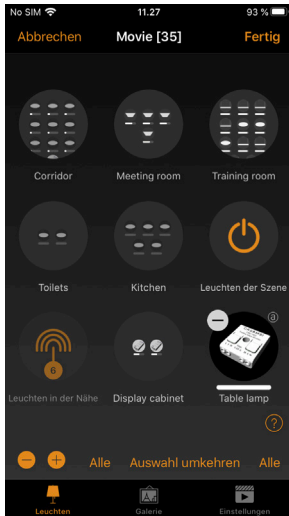 No SIM 11.27 93 %
Abbrechen Movie [35] Fertig
Corridor Meeting room Training room
Toilets Kitchen Leuchten der Szene
6
Leuchten in der Nähe Display cabinet Table lamp
@
?
Alle Auswahl umkehren Alle
Leuchten Galerie Einstellungen